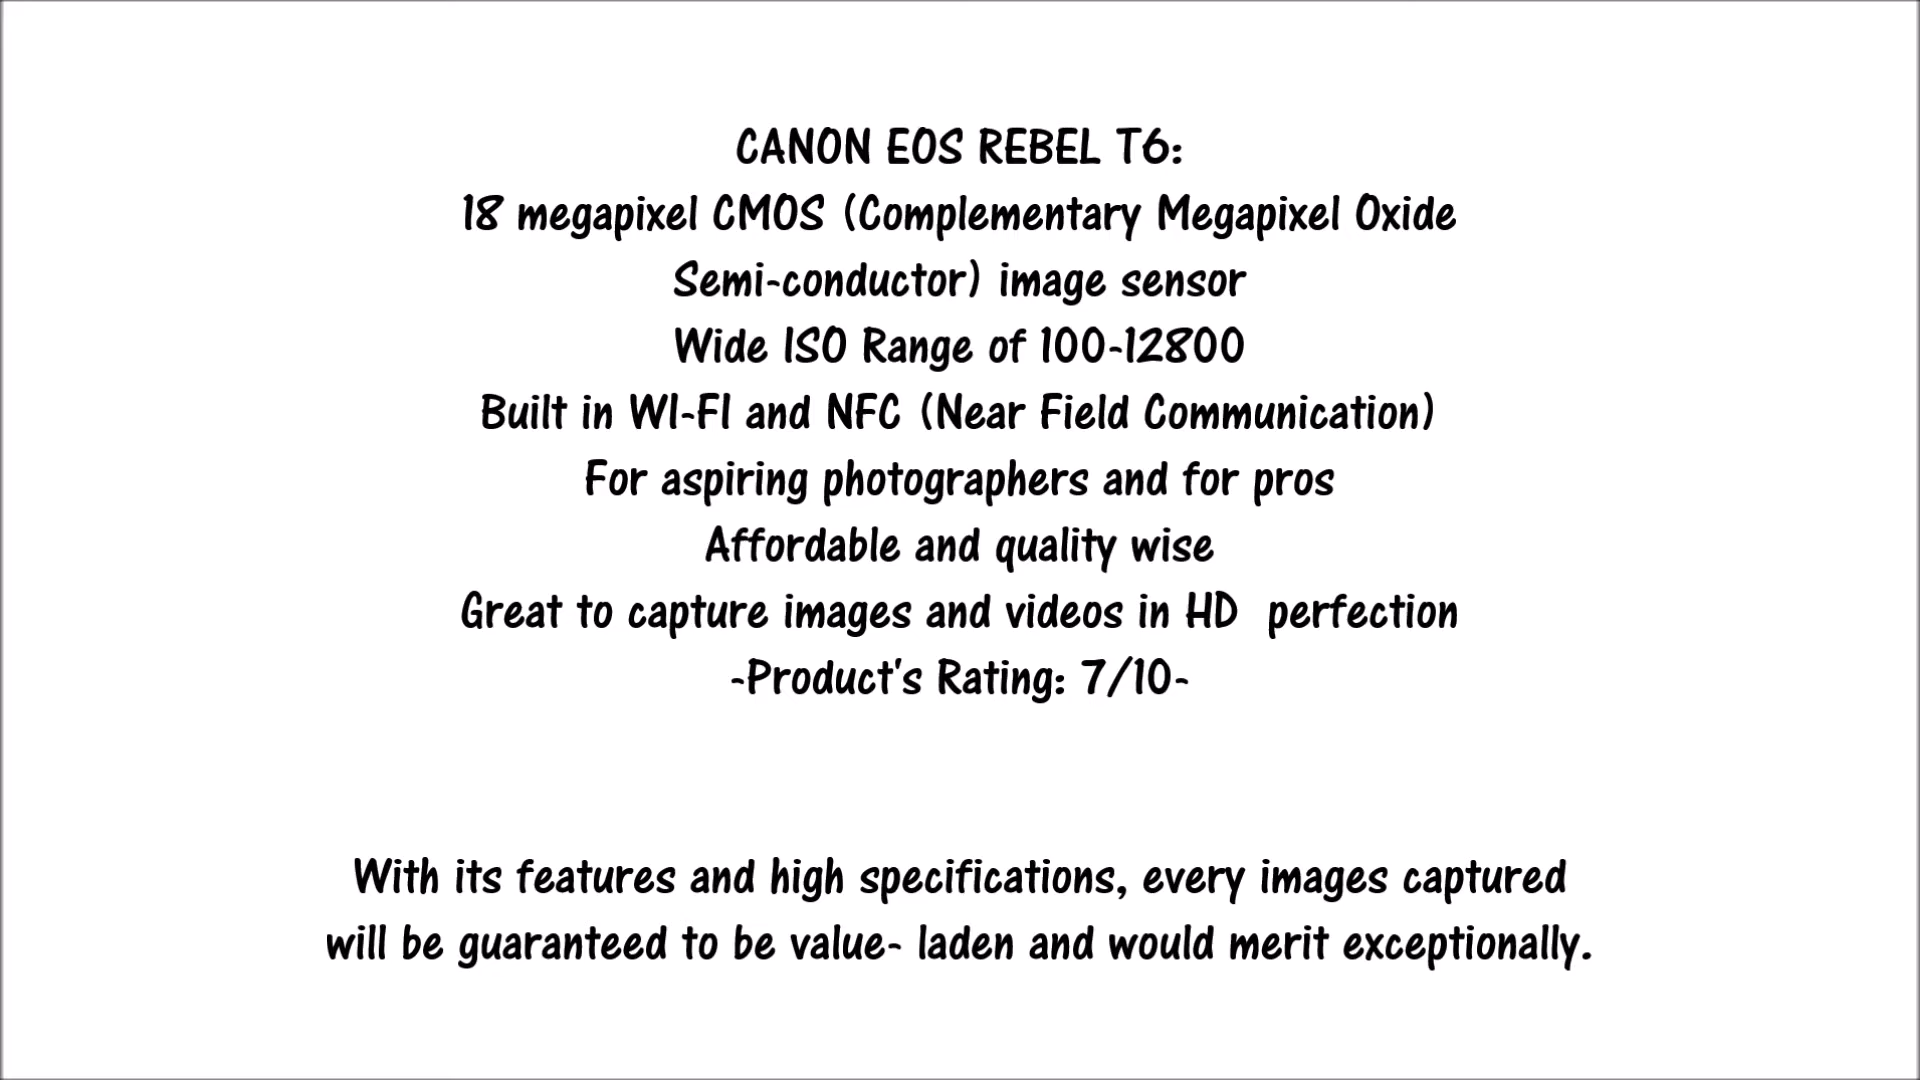 CANON EOS REBEL T6:
18 megapixel CMOS (Complementary Megapixel Oxide
Semi-conductor) image sensor
Wide ISO Range of 100-12800
Built in WI-FI and NFC (Near Field Communication)
For aspiring photographers and for pros
Affordable and quality wise
Great to capture images and videos in HD  perfection
-Product's Rating: 7/10-
With its features and high specifications, every images captured
will be guaranteed to be value- laden and would merit exceptionally.